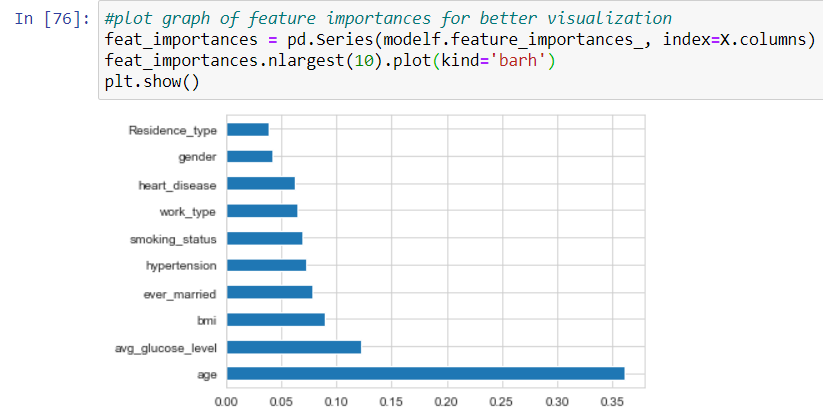 In [76]: #plot graph of feature importances for better visualization
feat_importances = pd.Series(modelf.feature_importances_, index=X.columns)
feat_importances.nlargest(10).plot(kind='barh')
plt.show()
Residence_type
gender
heart_disease
work_type
smoking_status
hypertension
ever_married
bmi
avg_glucose_level
age
0.00 0.05 0.10 0.15 0.20 0.25 0.30 0.35